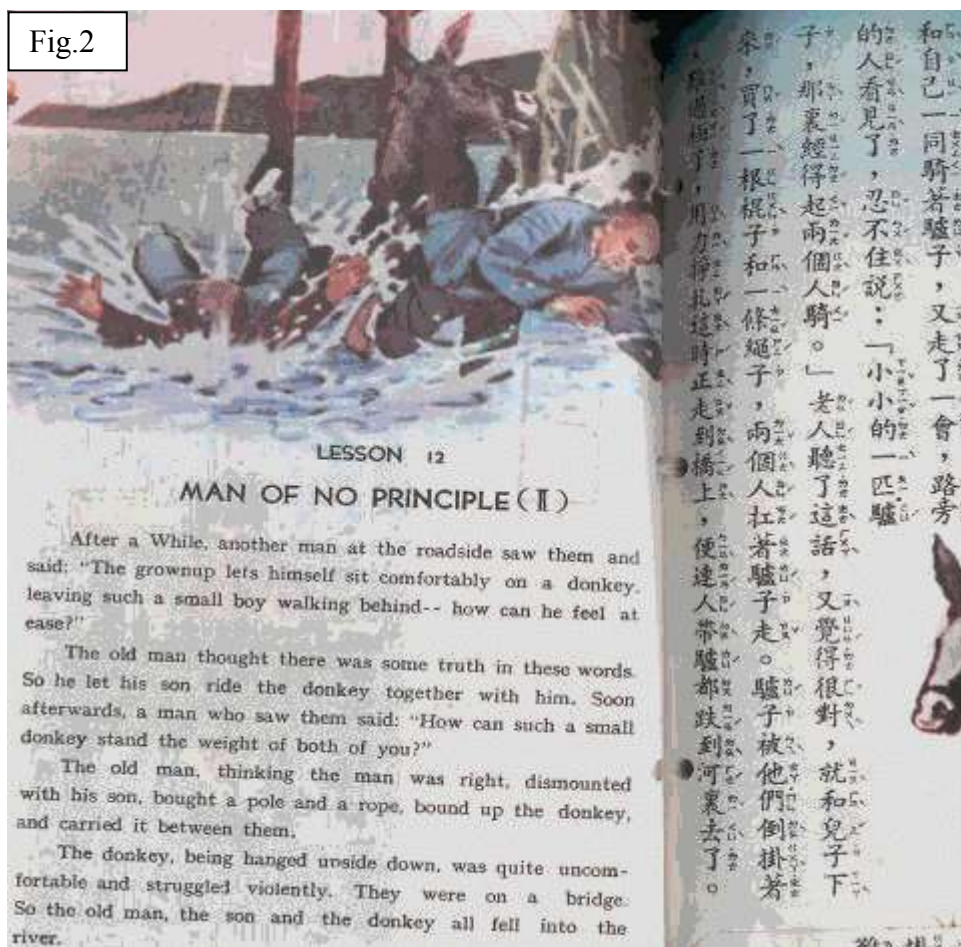 Fig.2
LESSON 12
MAN OF NO PRINCIPLE (Ⅱ)
After a While, another man at the roadside saw them and
said: "The grownup lets himself sit comfortably on a donkey,
leaving such a small boy walking behind-- how can he feel at
ease?"
The old man thought there was some truth in these words.
So he let his son ride the donkey together with him. Soon
afterwards, a man who saw them said: "How can such a small
donkey stand the weight of both of you?"
The old man, thinking the man was right, dismounted
with his son, bought a pole and a rope, bound up the donkey,
and carried it between them.
The donkey, being hanged upside down, was quite uncom-
fortable and struggled violently. They were on a bridge.
So the old man, the son and the donkey all fell into the
river.
和自己一同騎著驢子，又走了一會，路旁
的人看見了，忍不住説：「小小的一匹驢
子，那裏經得起兩個人騎。」老人聽了這話，又覺得很對，就和兒子下
來，買了一根棍子和一條繩子，兩個人扛著驢子走。驢子被他們倒掛著
，難過極了，用力掙扎這時正走到橋上，便連人帶驢都跌到河裏去了。